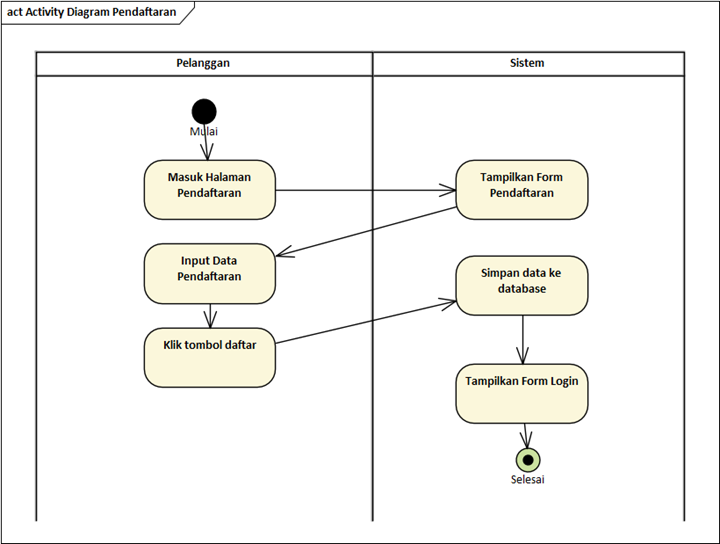 act Activity Diagram Pendaftaran
Pelanggan
Sistem
Mulai
Masuk Halaman
Pendaftaran
Tampilkan Form
Pendaftaran
Input Data
Pendaftaran
Simpan data ke
database
Klik tombol daftar
Tampilkan Form Login
Selesai